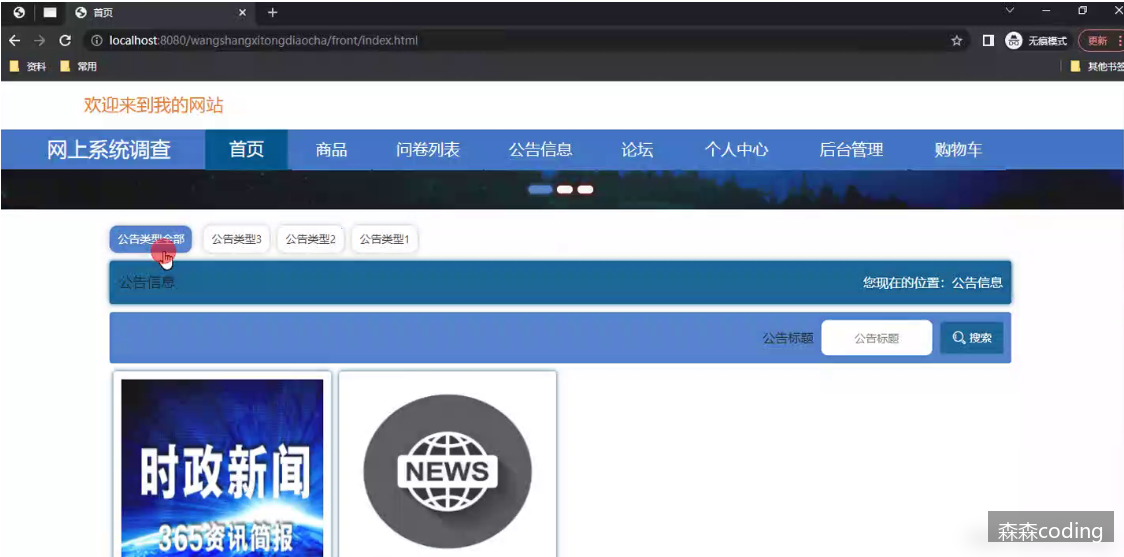 首页
localhost:8080/wangshangxitongdiaocha/front/index.html
无痕模式
更新
资料
常用
其他书签
欢迎来到我的网站
网上系统调查 首页 商品 问卷列表 公告信息 论坛 个人中心 后台管理 购物车
公告类型全部 公告类型3 公告类型2 公告类型1
公告信息
您现在的位置：公告信息
公告标题 公告标题 搜索
时政新闻
365资讯简报
NEWS
森森coding